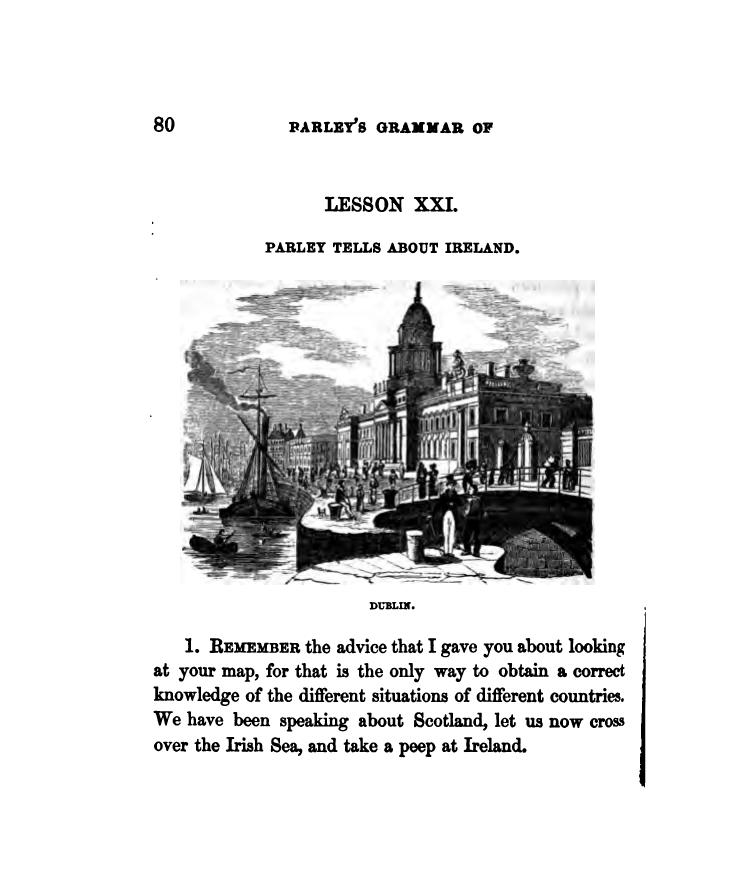 80 PARLEY'S GRAMMAR OF
LESSON XXI.
PARLEY TELLS ABOUT IRELAND.
DUBLIN.
1. REMEMBER the advice that I gave you about looking
at your map, for that is the only way to obtain a correct
knowledge of the different situations of different countries.
We have been speaking about Scotland, let us now cross
over the Irish Sea, and take a peep at Ireland.